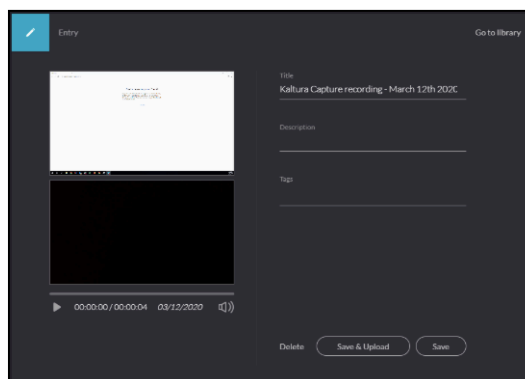 Entry
Go to library
Title
Kaltura Capture recording - March 12th 202C
Description
Tags
00:00:00 / 00:00:04 03/12/2020
Delete
Save & Upload
Save